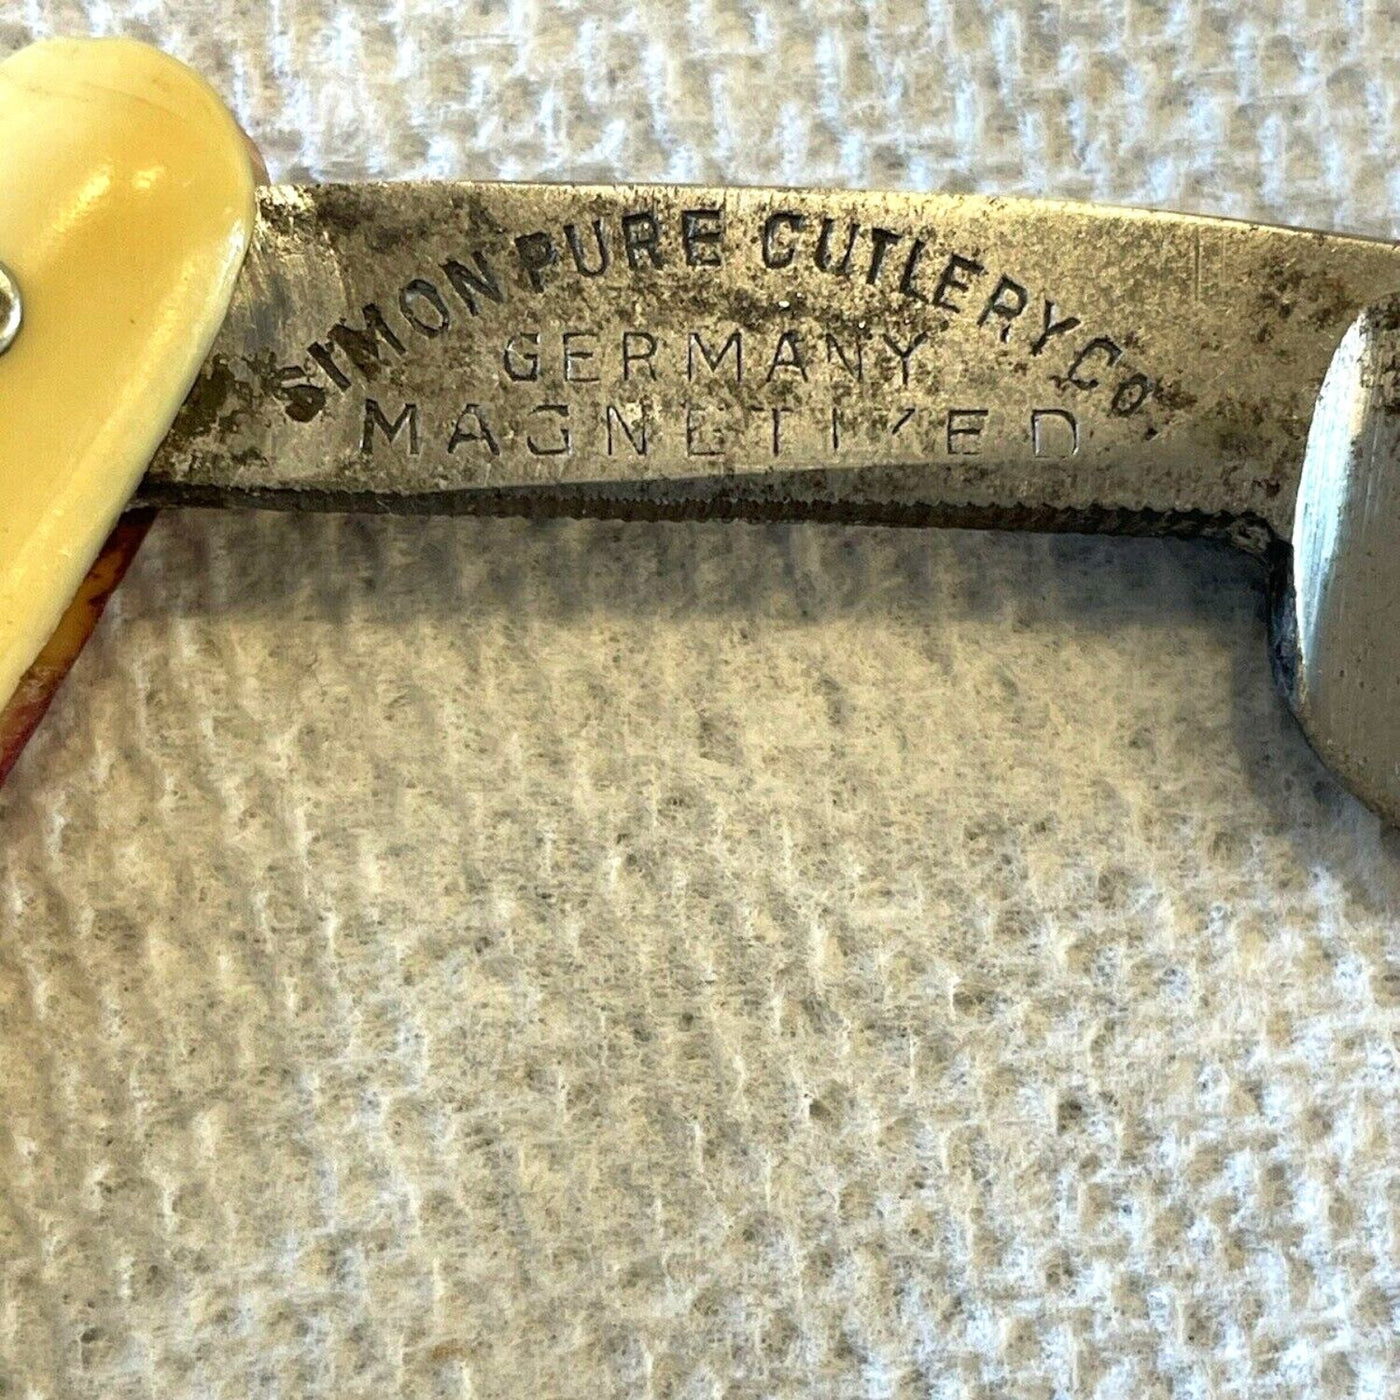 SIMON PURE CUTLERY Co.
GERMANY
MAGNETIZED